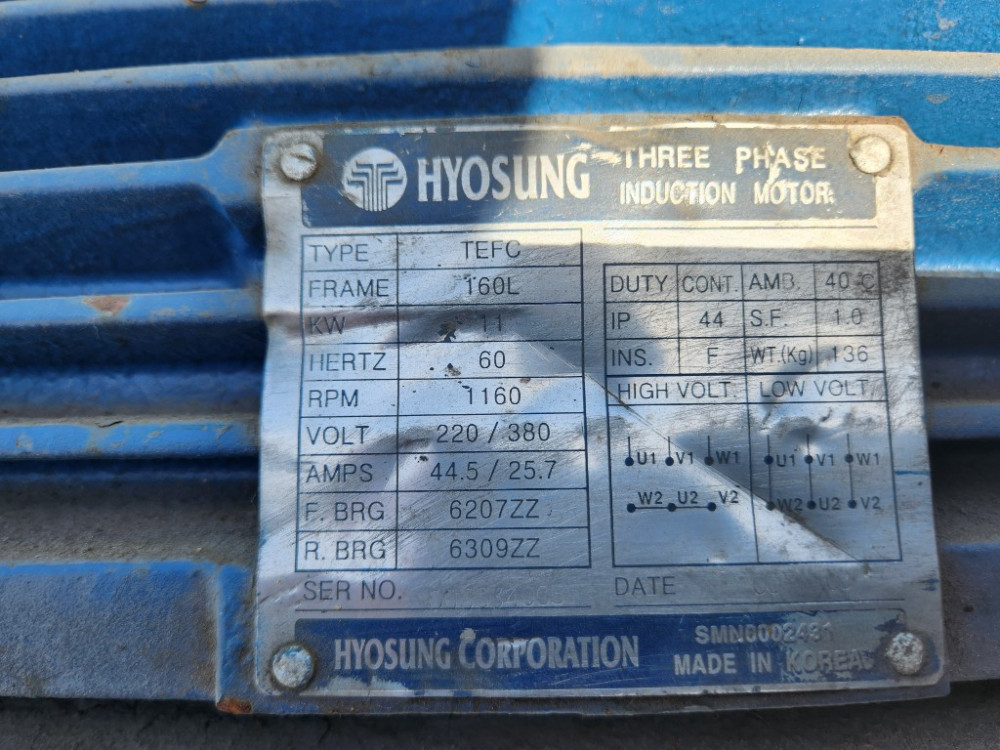 HYOSUNG
THREE PHASE
INDUCTION MOTOR
TYPE TEFC
FRAME 160L
KW 11
HERTZ 60
RPM 1160
VOLT 220 / 380
AMPS 44.5 / 25.7
F. BRG 6207ZZ
R. BRG 6309ZZ
DUTY CONT. AMB. 40°C
IP 44 S.F. 1.0
INS. F WT.(Kg) 136
HIGH VOLT. LOW VOLT.
U1 V1 W1 U1 V1 W1
W2 U2 V2 W2 U2 V2
SER NO. DATE
HYOSUNG CORPORATION
SMN6002431
MADE IN KOREA